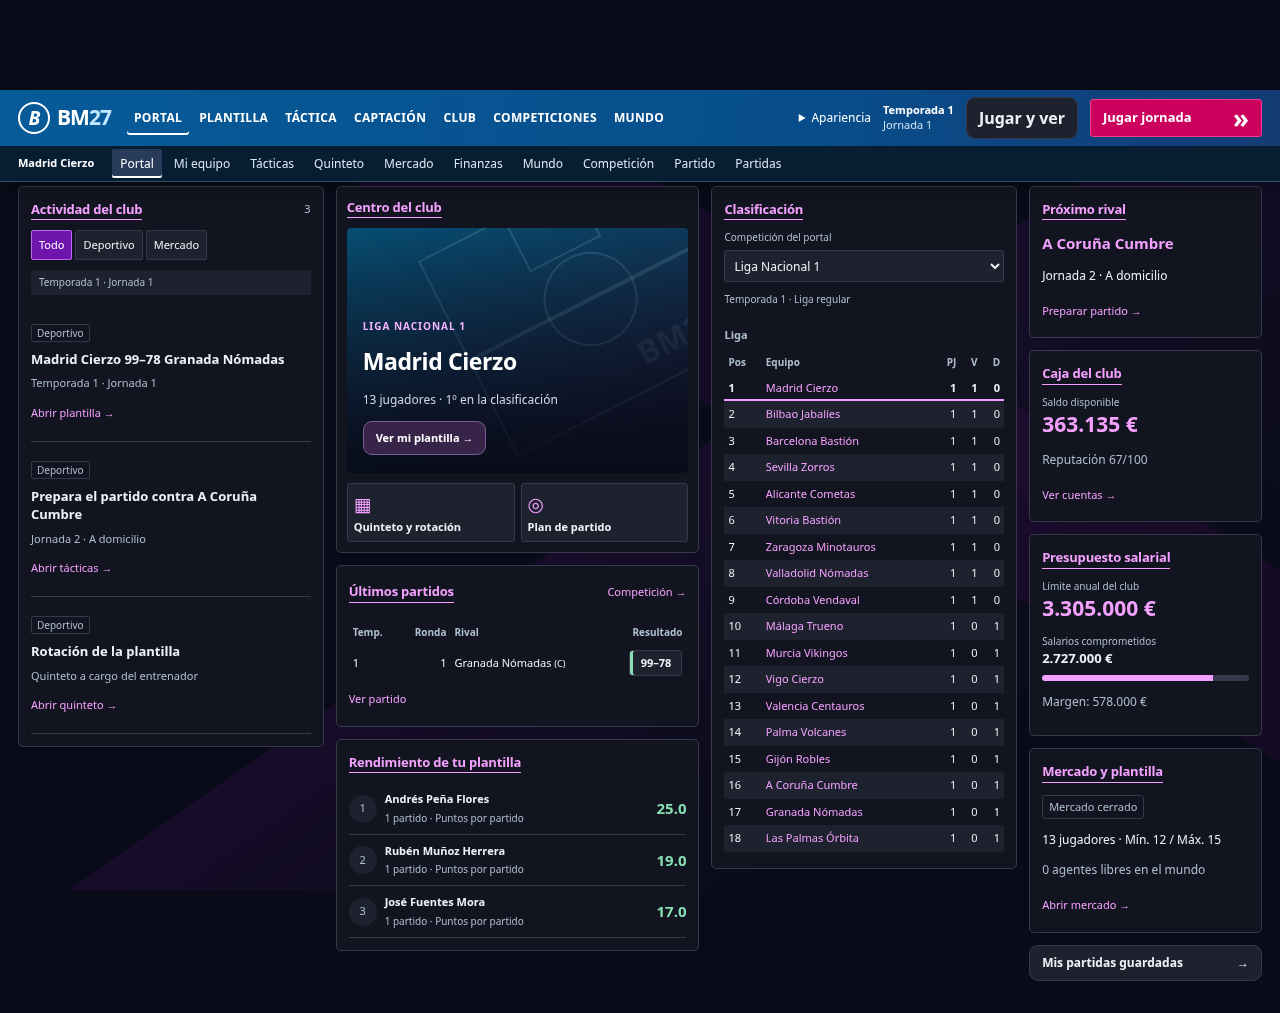 B BM27 PORTAL PLANTILLA TÁCTICA CAPTACIÓN CLUB COMPETICIONES MUNDO
▶ Apariencia
Temporada 1
Jornada 1
Jugar y ver
Jugar jornada »
Madrid Cierzo Portal Mi equipo Tácticas Quinteto Mercado Finanzas Mundo Competición Partido Partidas
Actividad del club 3
Todo Deportivo Mercado
Temporada 1 · Jornada 1
Deportivo
Madrid Cierzo 99–78 Granada Nómadas
Temporada 1 · Jornada 1
Abrir plantilla →
Deportivo
Prepara el partido contra A Coruña
Cumbre
Jornada 2 · A domicilio
Abrir tácticas →
Deportivo
Rotación de la plantilla
Quinteto a cargo del entrenador
Abrir quinteto →
Centro del club
LIGA NACIONAL 1
Madrid Cierzo
13 jugadores · 1º en la clasificación
Ver mi plantilla →
Quinteto y rotación
Plan de partido
Últimos partidos Competición →
Temp. Ronda Rival Resultado
1 1 Granada Nómadas (C) 99–78
Ver partido
Rendimiento de tu plantilla
1 Andrés Peña Flores 25.0
1 partido · Puntos por partido
2 Rubén Muñoz Herrera 19.0
1 partido · Puntos por partido
3 José Fuentes Mora 17.0
1 partido · Puntos por partido
Clasificación
Competición del portal
Liga Nacional 1
Temporada 1 · Liga regular
Liga
Pos Equipo PJ V D
1 Madrid Cierzo 1 1 0
2 Bilbao Jabalíes 1 1 0
3 Barcelona Bastión 1 1 0
4 Sevilla Zorros 1 1 0
5 Alicante Cometas 1 1 0
6 Vitoria Bastión 1 1 0
7 Zaragoza Minotauros 1 1 0
8 Valladolid Nómadas 1 1 0
9 Córdoba Vendaval 1 1 0
10 Málaga Trueno 1 0 1
11 Murcia Vikingos 1 0 1
12 Vigo Cierzo 1 0 1
13 Valencia Centauros 1 0 1
14 Palma Volcanes 1 0 1
15 Gijón Robles 1 0 1
16 A Coruña Cumbre 1 0 1
17 Granada Nómadas 1 0 1
18 Las Palmas Órbita 1 0 1
Próximo rival
A Coruña Cumbre
Jornada 2 · A domicilio
Preparar partido →
Caja del club
Saldo disponible
363.135 €
Reputación 67/100
Ver cuentas →
Presupuesto salarial
Límite anual del club
3.305.000 €
Salarios comprometidos
2.727.000 €
Margen: 578.000 €
Mercado y plantilla
Mercado cerrado
13 jugadores · Mín. 12 / Máx. 15
0 agentes libres en el mundo
Abrir mercado →
Mis partidas guardadas →